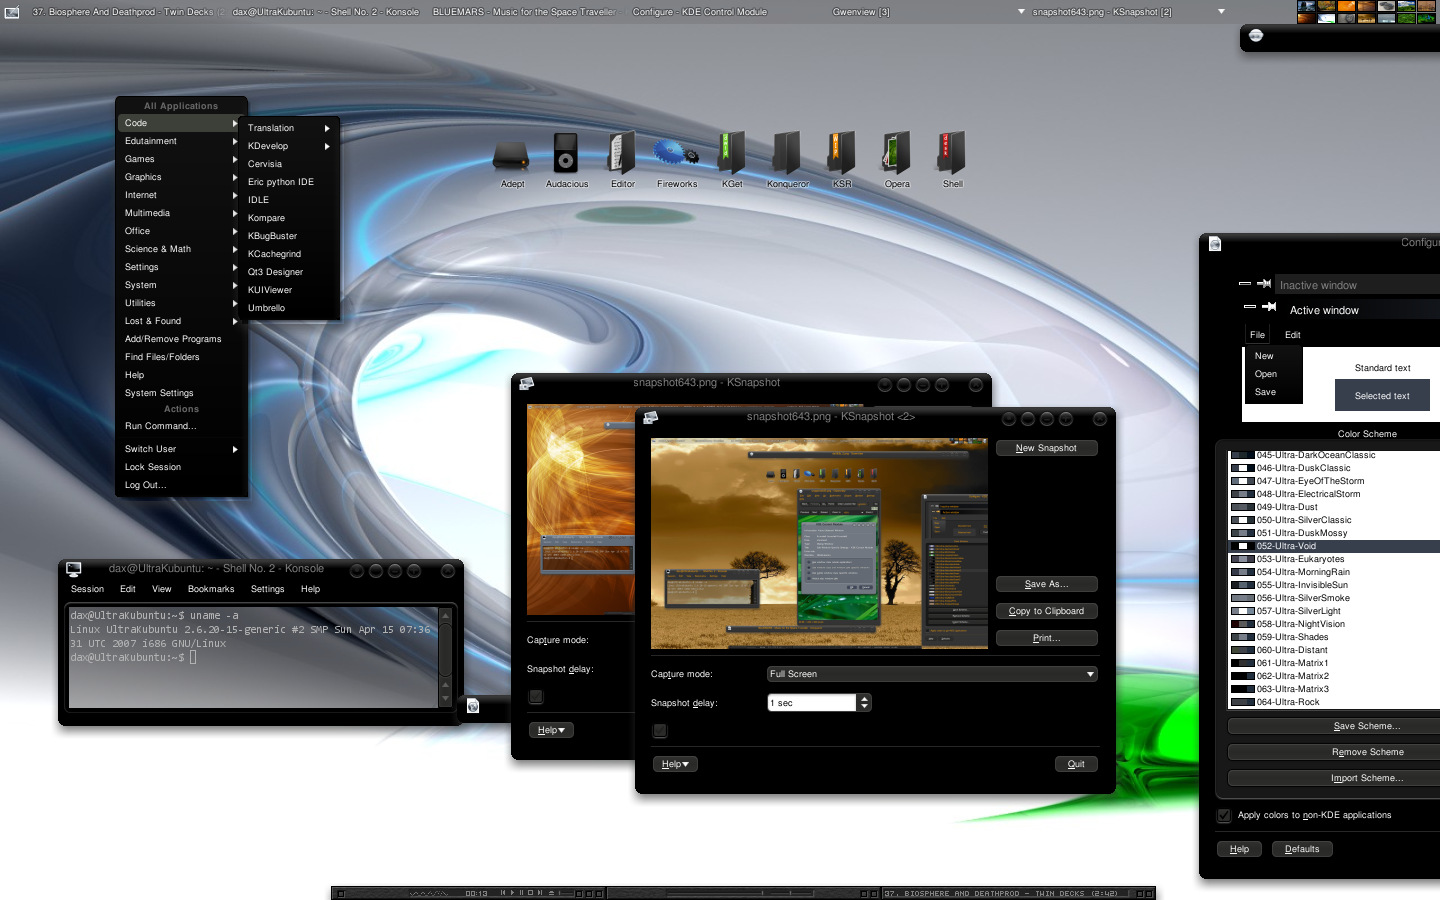 37. Biosphere And Deathprod - Twin Decks (2
dax@UltraKubuntu: ~ - Shell No. 2 - Konsole
BLUEMARS - Music for the Space Traveller -
Configure - KDE Control Module
Gwenview [3]
snapshot643.png - KSnapshot [2]
All Applications
Code
Edutainment
Games
Graphics
Internet
Multimedia
Office
Science & Math
Settings
System
Utilities
Lost & Found
Add/Remove Programs
Find Files/Folders
Help
System Settings
Actions
Run Command...
Switch User
Lock Session
Log Out...
Translation
KDevelop
Cervisia
Eric python IDE
IDLE
Kompare
KBugBuster
KCachegrind
Qt3 Designer
KUIViewer
Umbrello
Adept
Audacious
Editor
Fireworks
KGet
Konqueror
KSR
Opera
Shell
dax@UltraKubuntu: ~ - Shell No. 2 - Konsole
Session Edit View Bookmarks Settings Help
dax@UltraKubuntu:~$ uname -a
Linux UltraKubuntu 2.6.20-15-generic #2 SMP Sun Apr 15 07:36
31 UTC 2007 i686 GNU/Linux
dax@UltraKubuntu:~$
snapshot643.png - KSnapshot
Capture mode:
Snapshot delay:
Help
snapshot643.png - KSnapshot <2>
New Snapshot
Save As...
Copy to Clipboard
Print...
Capture mode:
Full Screen
Snapshot delay:
1 sec
Help
Quit
Configur
Inactive window
Active window
File Edit
New
Open
Save
Standard text
Selected text
Color Scheme
045-Ultra-DarkOceanClassic
046-Ultra-DuskClassic
047-Ultra-EyeOfTheStorm
048-Ultra-ElectricalStorm
049-Ultra-Dust
050-Ultra-SilverClassic
051-Ultra-DuskMossy
052-Ultra-Void
053-Ultra-Eukaryotes
054-Ultra-MorningRain
055-Ultra-InvisibleSun
056-Ultra-SilverSmoke
057-Ultra-SilverLight
058-Ultra-NightVision
059-Ultra-Shades
060-Ultra-Distant
061-Ultra-Matrix1
062-Ultra-Matrix2
063-Ultra-Matrix3
064-Ultra-Rock
Save Scheme...
Remove Scheme
Import Scheme...
Apply colors to non-KDE applications
Help
Defaults
00:13
37. BIOSPHERE AND DEATHPROD - TWIN DECKS (2:42)